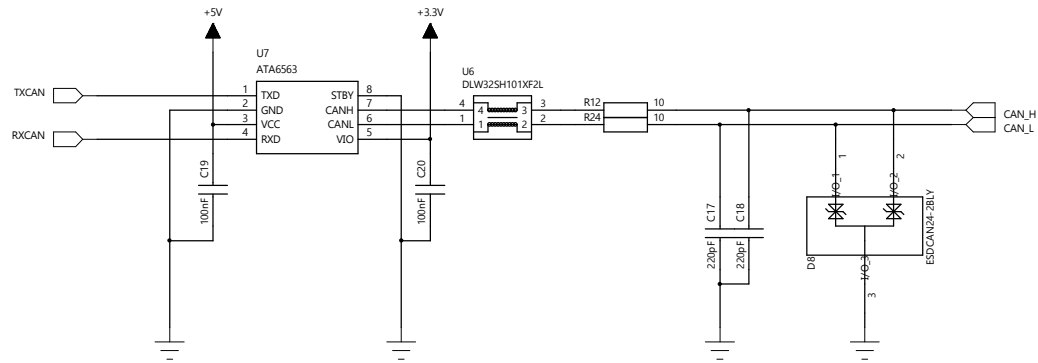 +5V
+3.3V
U7
ATA6563
U6
DLW32SH101XF2L
TXCAN
1 TXD STBY 8
2 GND CANH 7
3 VCC CANL 6
4 RXD VIO 5
RXCAN
4 4 3 3
1 1 2 2
R12 10
R24 10
CAN_H
CAN_L
C19
100nF
C20
100nF
C17
220pF
C18
220pF
1
2
I/O_1
I/O_2
ESDCAN24-2BLY
D8
I/O_3
3